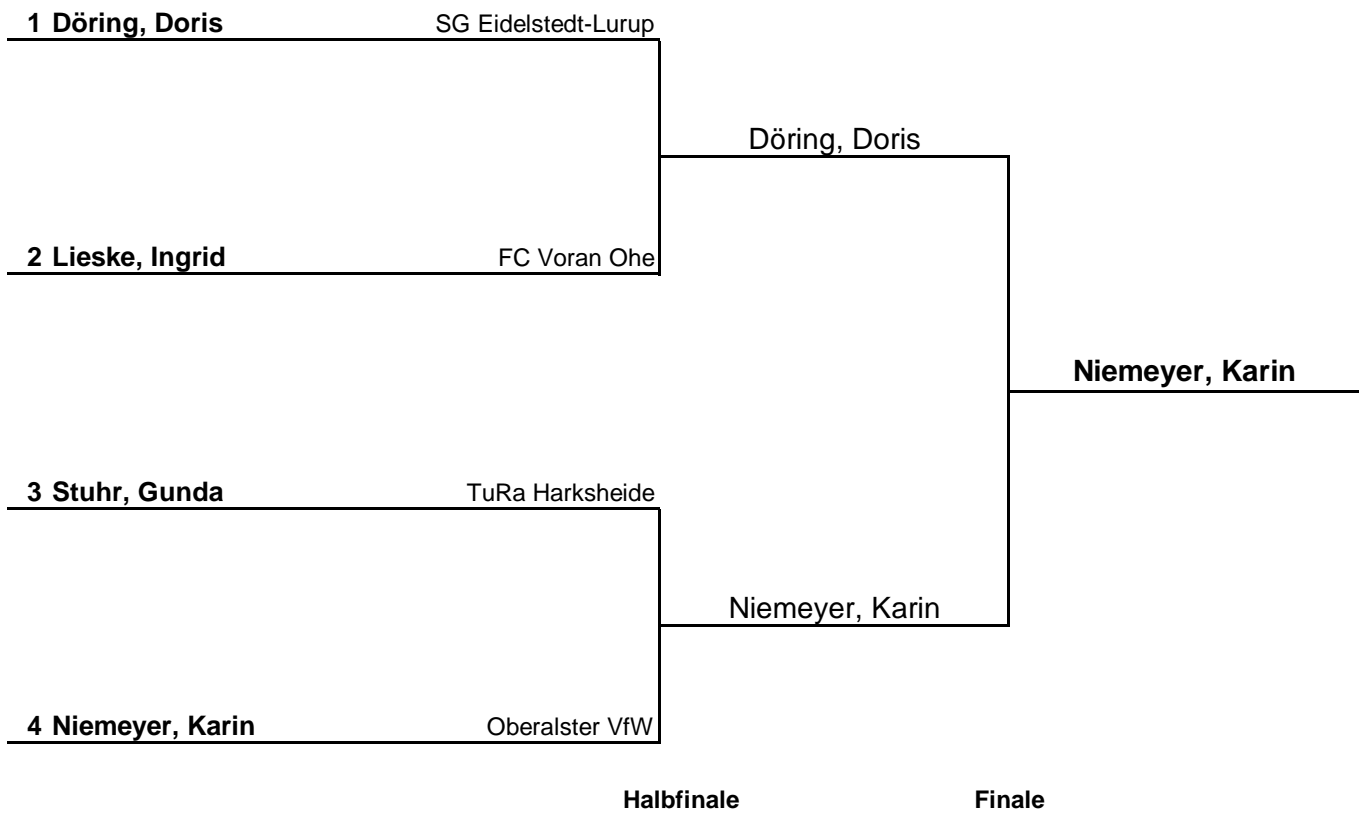 1 Döring, Doris SG Eidelstedt-Lurup
Döring, Doris
2 Lieske, Ingrid FC Voran Ohe
Niemeyer, Karin
3 Stuhr, Gunda TuRa Harksheide
Niemeyer, Karin
4 Niemeyer, Karin Oberalster VfW
Halbfinale Finale